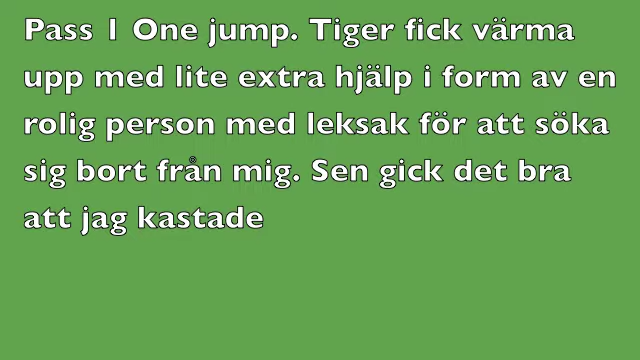 Pass 1 One jump. Tiger fick värma
upp med lite extra hjälp i form av en
rolig person med leksak för att söka
sig bort från mig. Sen gick det bra
att jag kastade